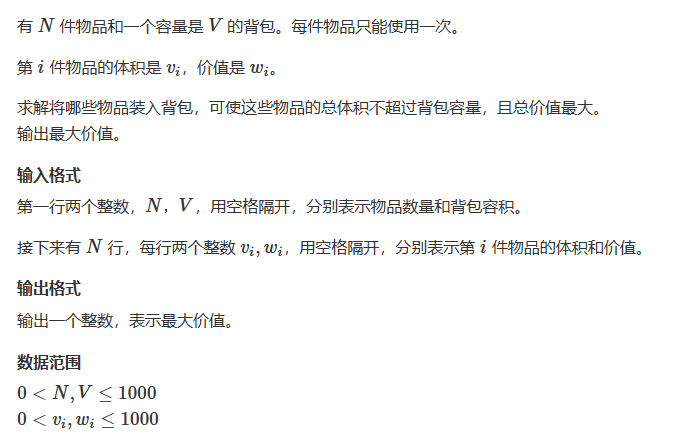 有 N 件物品和一个容量是 V 的背包。每件物品只能使用一次。
第 i 件物品的体积是 vᵢ，价值是 wᵢ。
求解将哪些物品装入背包，可使这些物品的总体积不超过背包容量，且总价值最大。
输出最大价值。
输入格式
第一行两个整数，N，V，用空格隔开，分别表示物品数量和背包容积。
接下来有 N 行，每行两个整数 vᵢ, wᵢ，用空格隔开，分别表示第 i 件物品的体积和价值。
输出格式
输出一个整数，表示最大价值。
数据范围
0 < N, V ≤ 1000
0 < vᵢ, wᵢ ≤ 1000